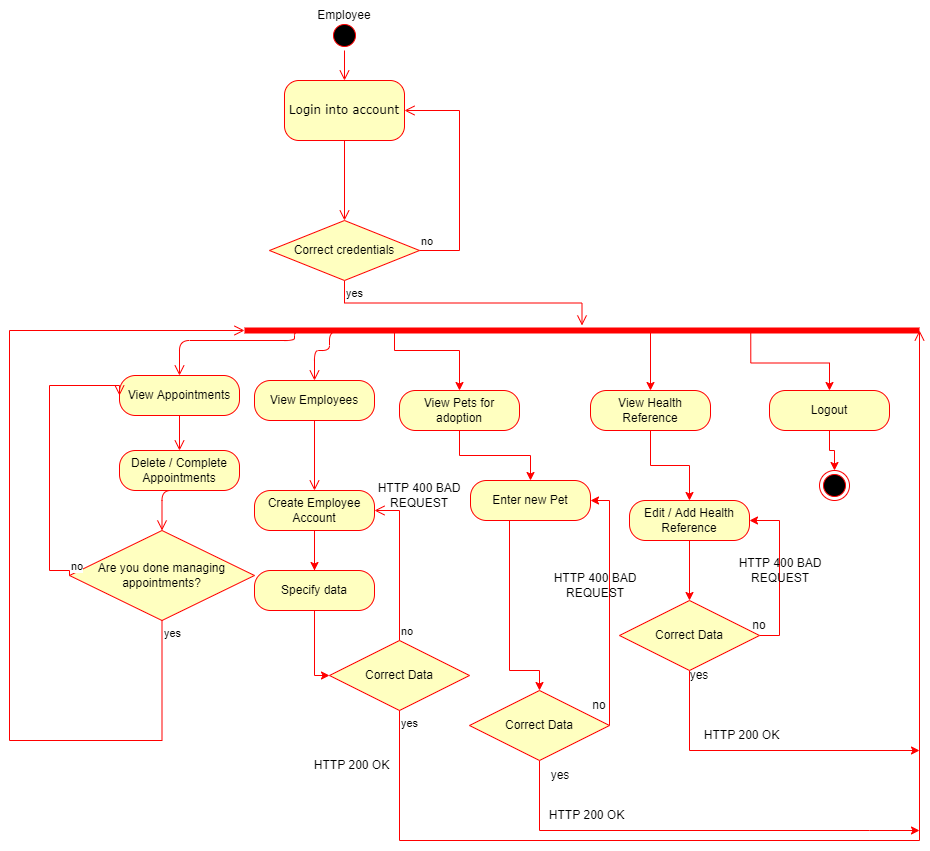 Employee
Login into account
Correct credentials
no
yes
View Appointments
View Employees
View Pets for
adoption
View Health
Reference
Logout
Delete / Complete
Appointments
Create Employee
Account
HTTP 400 BAD
REQUEST
Enter new Pet
Edit / Add Health
Reference
Are you done managing
appointments?
no
yes
Specify data
HTTP 400 BAD
REQUEST
HTTP 400 BAD
REQUEST
Correct Data
no
yes
HTTP 200 OK
Correct Data
no
yes
HTTP 200 OK
Correct Data
no
yes
HTTP 200 OK